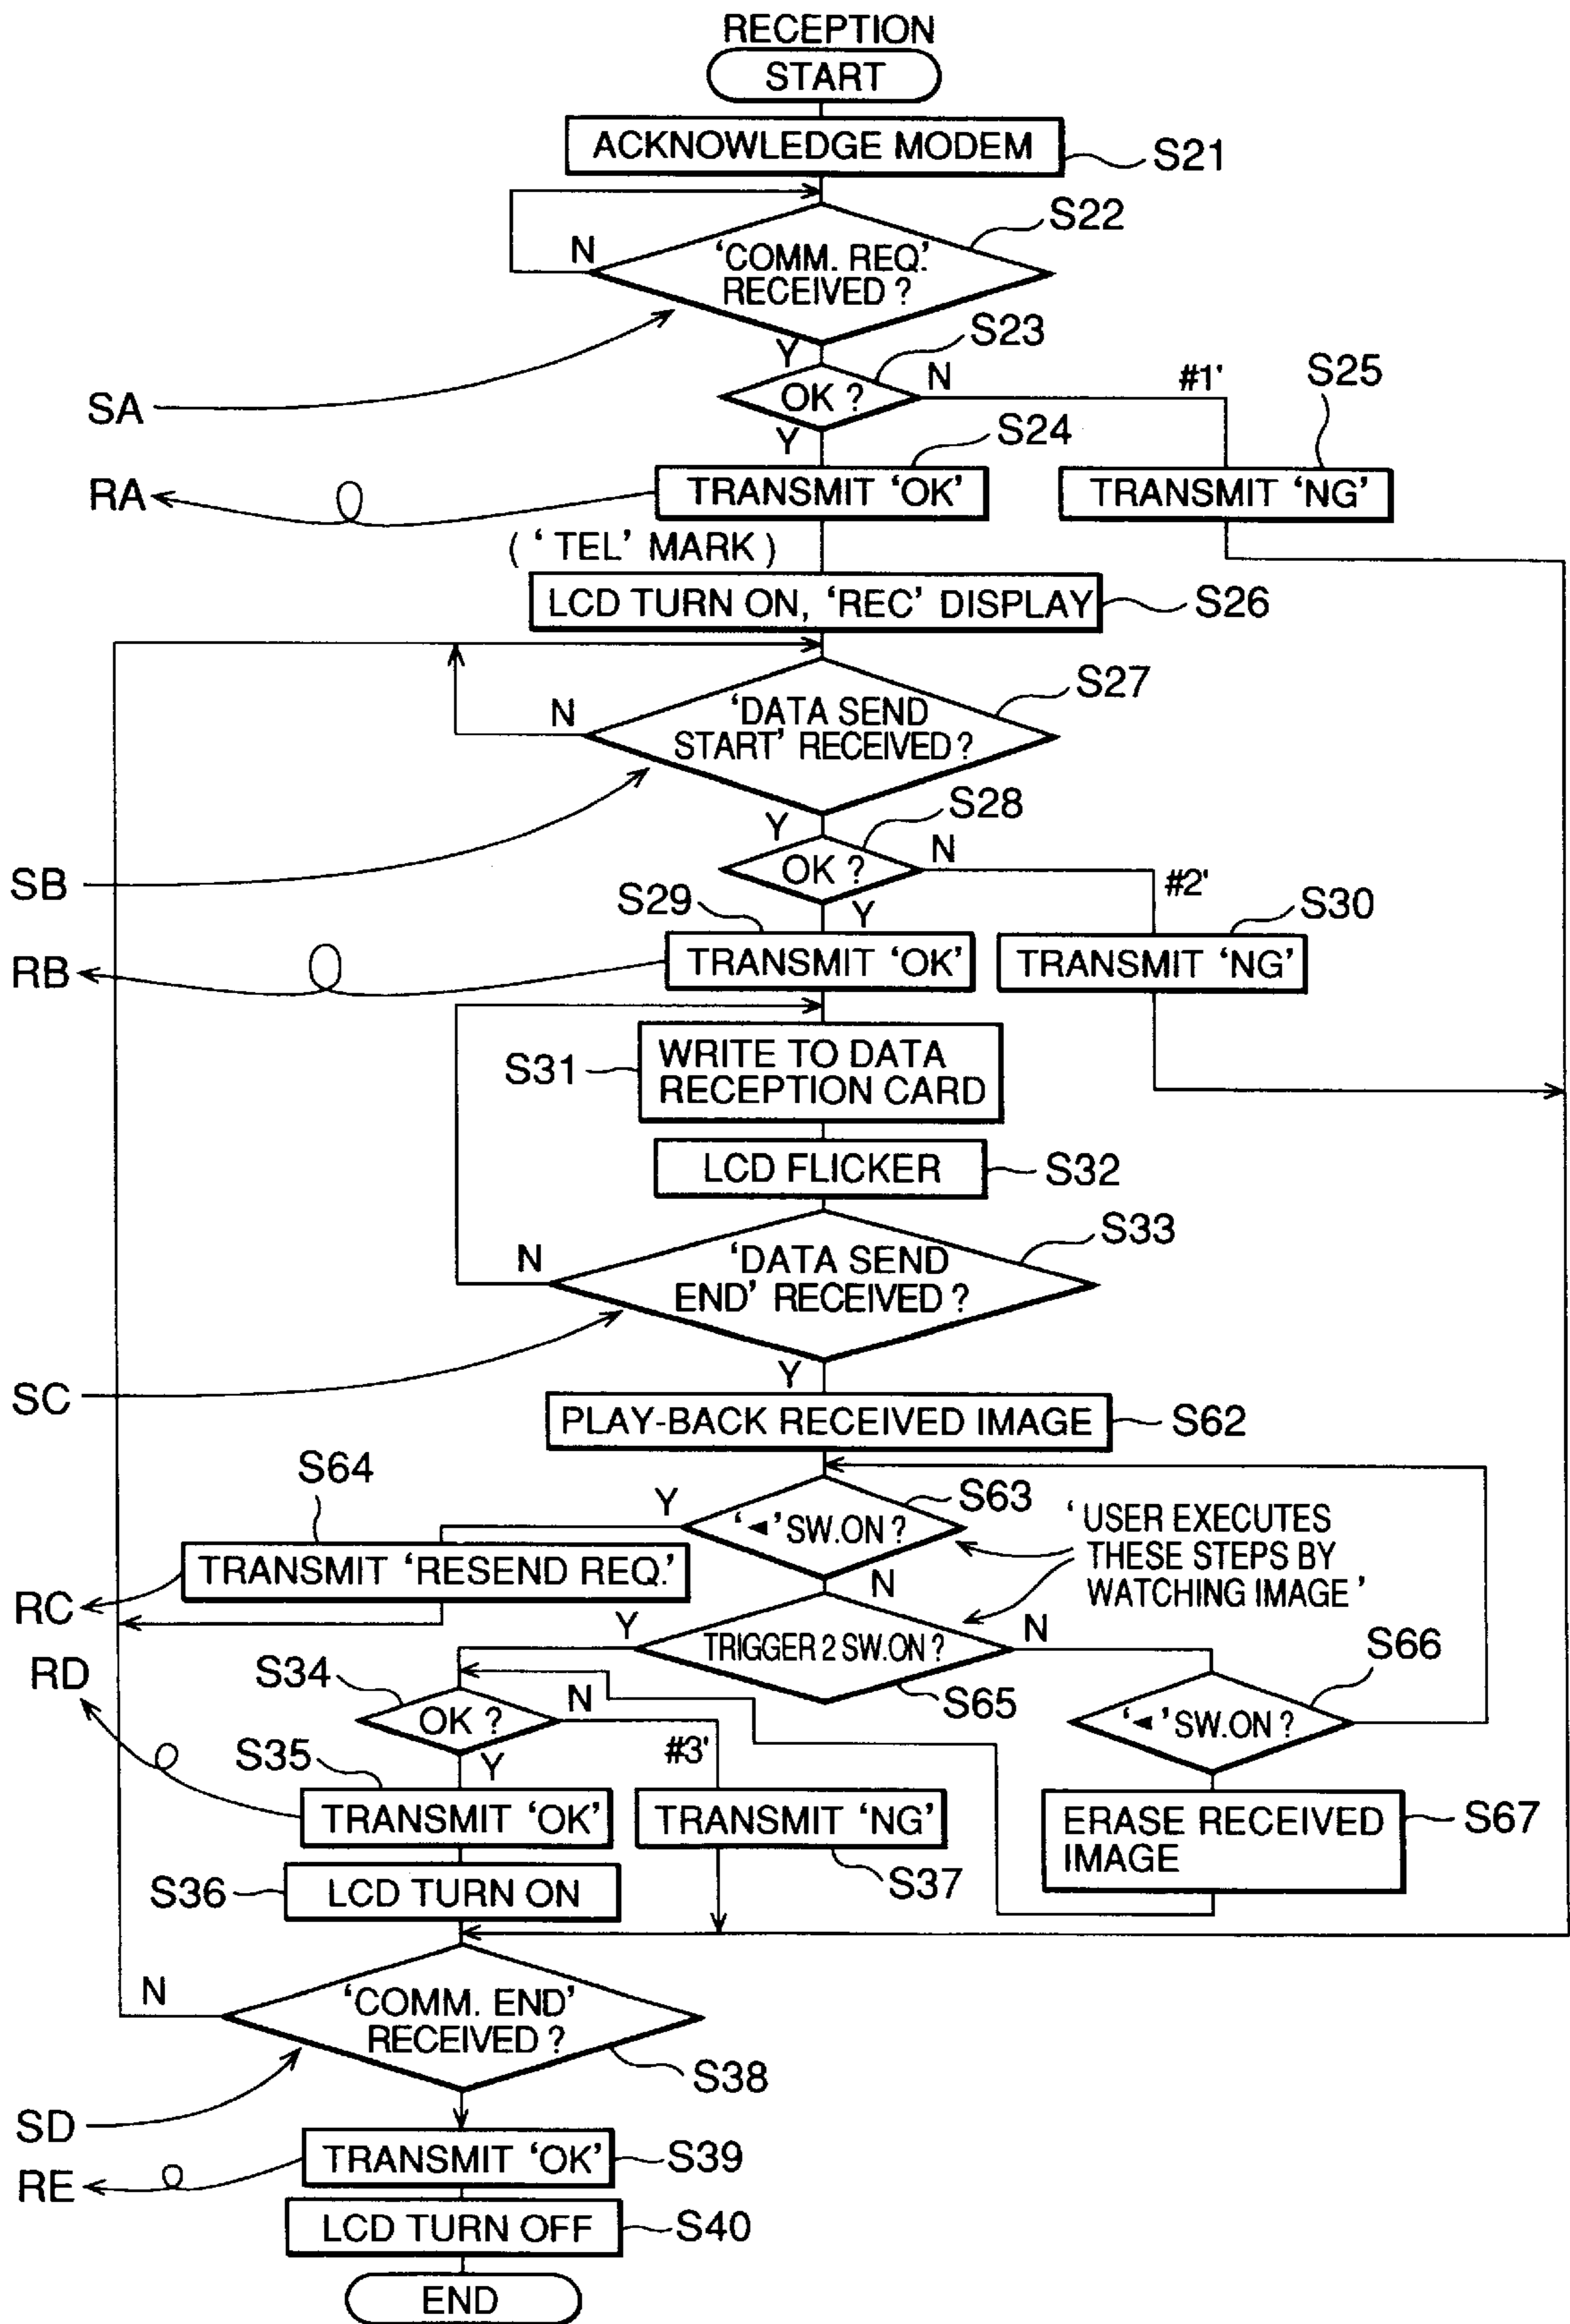 RECEPTION
START
ACKNOWLEDGE MODEM
S21
S22
N
‘COMM. REQ.’
RECEIVED ?
S23
Y
SA
OK ?
N
#1'
S25
Y
S24
RA
TRANSMIT ‘OK’
TRANSMIT ‘NG’
( ‘ TEL’ MARK )
LCD TURN ON, ‘REC’ DISPLAY
S26
S27
N
‘DATA SEND
START’ RECEIVED ?
S28
Y
SB
OK ?
N
#2'
S29
Y
S30
RB
TRANSMIT ‘OK’
TRANSMIT ‘NG’
S31
WRITE TO DATA
RECEPTION CARD
LCD FLICKER
S32
S33
N
‘DATA SEND
END’ RECEIVED ?
Y
SC
PLAY-BACK RECEIVED IMAGE
S62
S64
Y
S63
‘◄’ SW.ON ?
‘ USER EXECUTES
THESE STEPS BY
WATCHING IMAGE ’
TRANSMIT ‘RESEND REQ.’
N
RC
Y
TRIGGER 2 SW.ON ?
N
S66
RD
S34
N
S65
OK ?
‘◄’ SW.ON ?
S35
Y
#3'
TRANSMIT ‘OK’
TRANSMIT ‘NG’
ERASE RECEIVED
IMAGE
S67
S36
LCD TURN ON
S37
N
‘COMM. END’
RECEIVED ?
S38
SD
TRANSMIT ‘OK’
S39
RE
LCD TURN OFF
S40
END